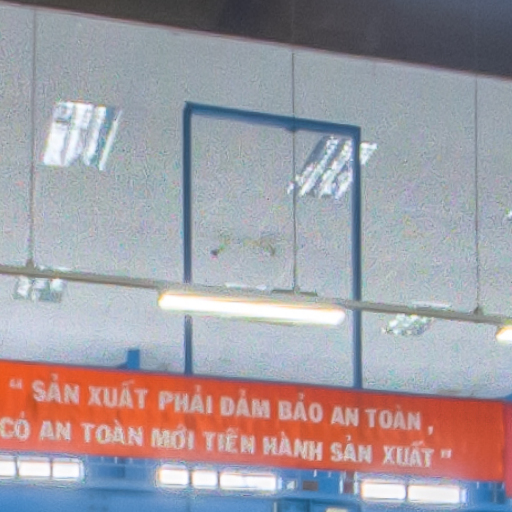 “ SẢN XUẤT PHẢI ĐẢM BẢO AN TOÀN ,
CÓ AN TOÀN MỚI TIẾN HÀNH SẢN XUẤT ”